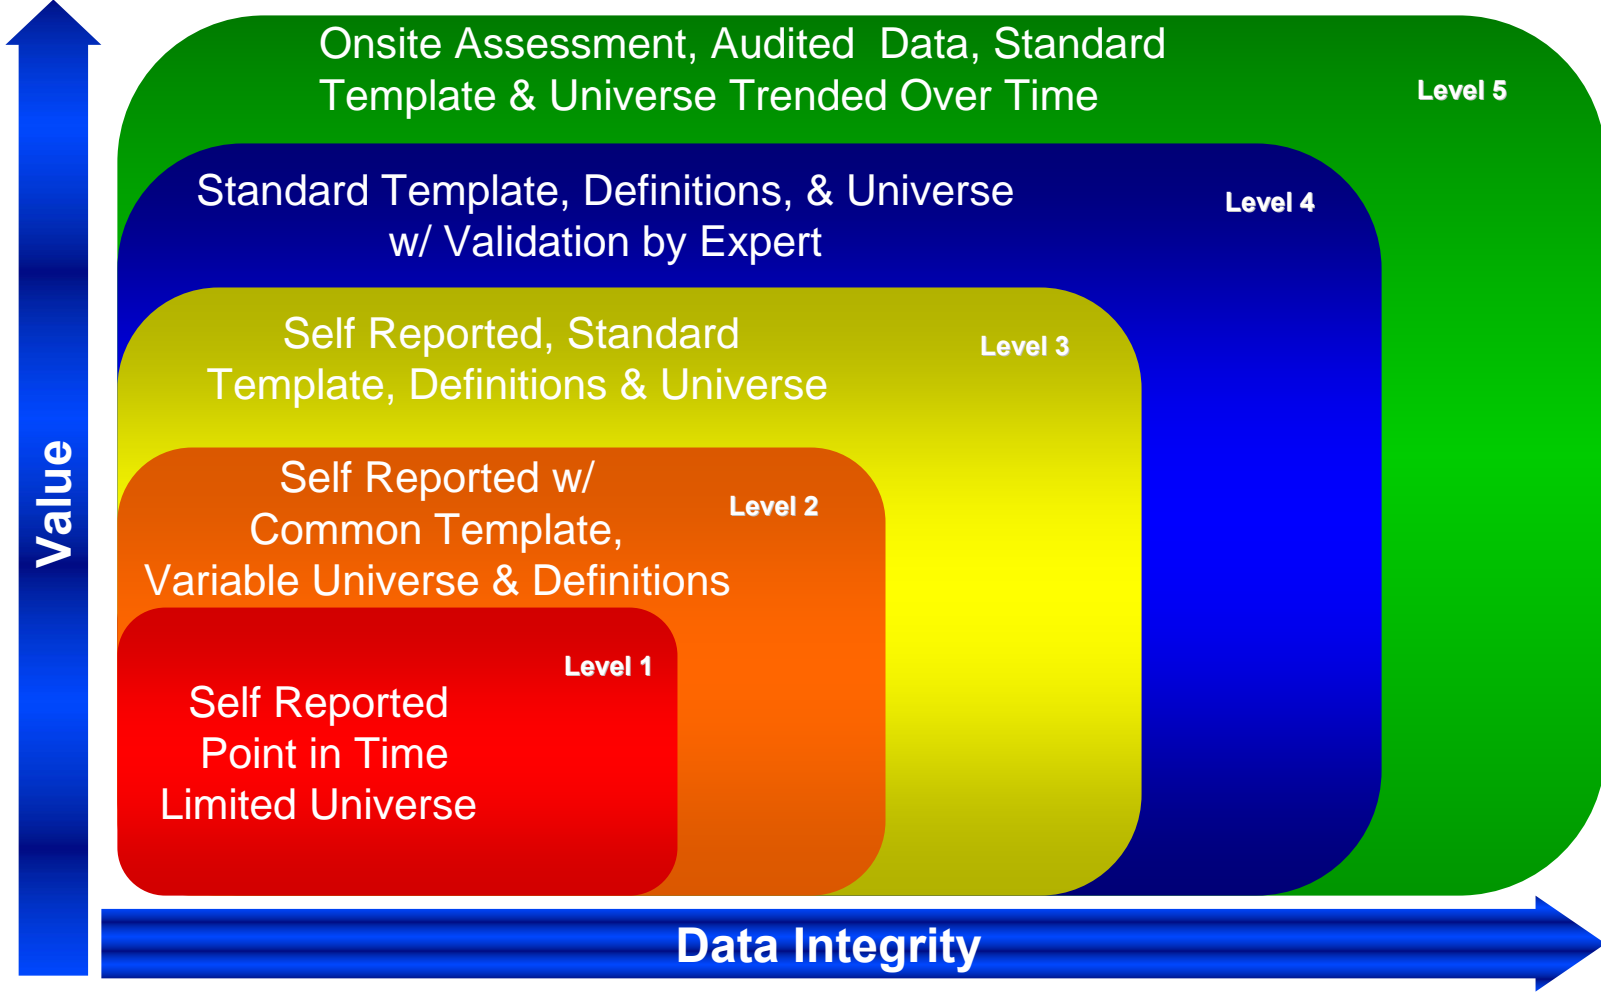 Onsite Assessment, Audited Data, Standard
Template & Universe Trended Over Time
Level 5
Standard Template, Definitions, & Universe
w/ Validation by Expert
Level 4
Self Reported, Standard
Template, Definitions & Universe
Level 3
Self Reported w/
Common Template,
Variable Universe & Definitions
Level 2
Level 1
Self Reported
Point in Time
Limited Universe
Value
Data Integrity